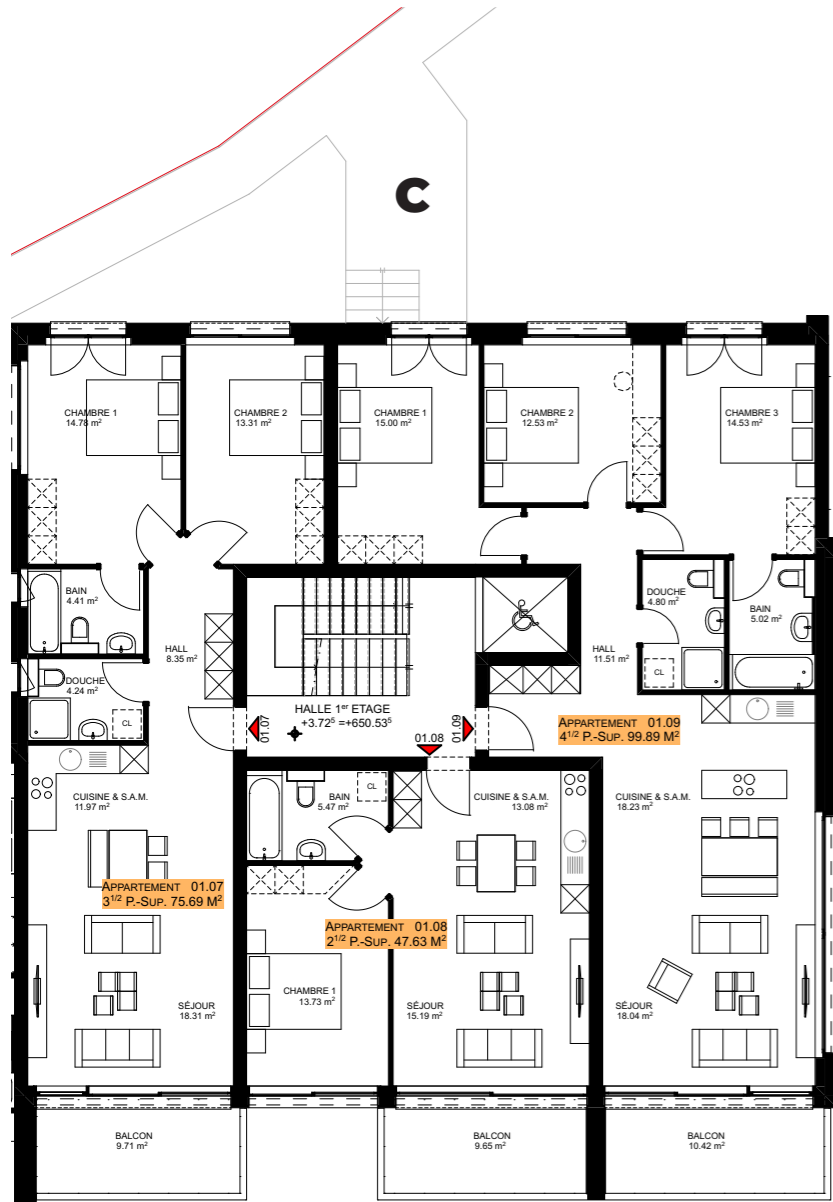 C
CHAMBRE 1
14.78 m²
CHAMBRE 2
13.31 m²
CHAMBRE 1
15.00 m²
CHAMBRE 2
12.53 m²
CHAMBRE 3
14.53 m²
BAIN
4.41 m²
DOUCHE
4.80 m²
BAIN
5.02 m²
HALL
8.35 m²
HALL
11.51 m²
DOUCHE
4.24 m²
CL
CL
HALLE 1er ETAGE
+3.72⁵ =+650.53⁵
01.07
01.08
01.09
APPARTEMENT 01.09
4 1/2 P.-SUP. 99.89 M²
CUISINE & S.A.M.
11.97 m²
BAIN
5.47 m²
CL
CUISINE & S.A.M.
13.08 m²
CUISINE & S.A.M.
18.23 m²
APPARTEMENT 01.07
3 1/2 P.-SUP. 75.69 M²
APPARTEMENT 01.08
2 1/2 P.-SUP. 47.63 M²
CHAMBRE 1
13.73 m²
SÉJOUR
18.31 m²
SÉJOUR
15.19 m²
SÉJOUR
18.04 m²
BALCON
9.71 m²
BALCON
9.65 m²
BALCON
10.42 m²